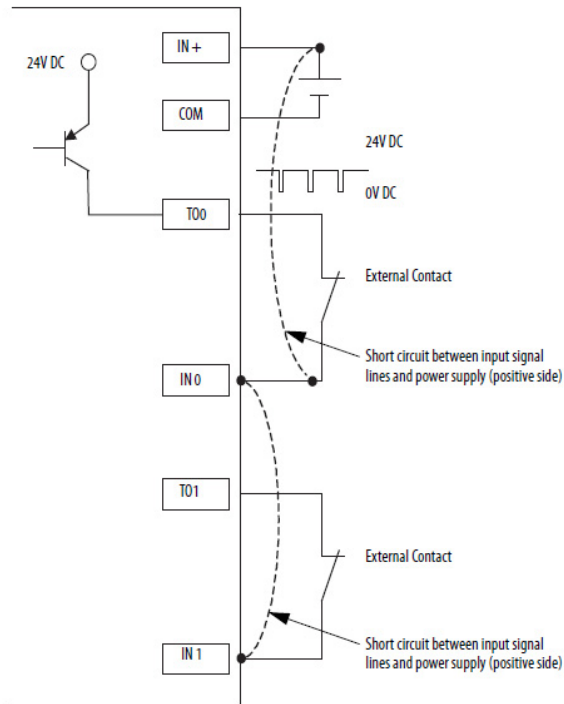 IN +
24V DC
COM
24V DC
0V DC
TO0
External Contact
Short circuit between input signal
lines and power supply (positive side)
IN 0
TO1
External Contact
Short circuit between input signal
lines and power supply (positive side)
IN 1